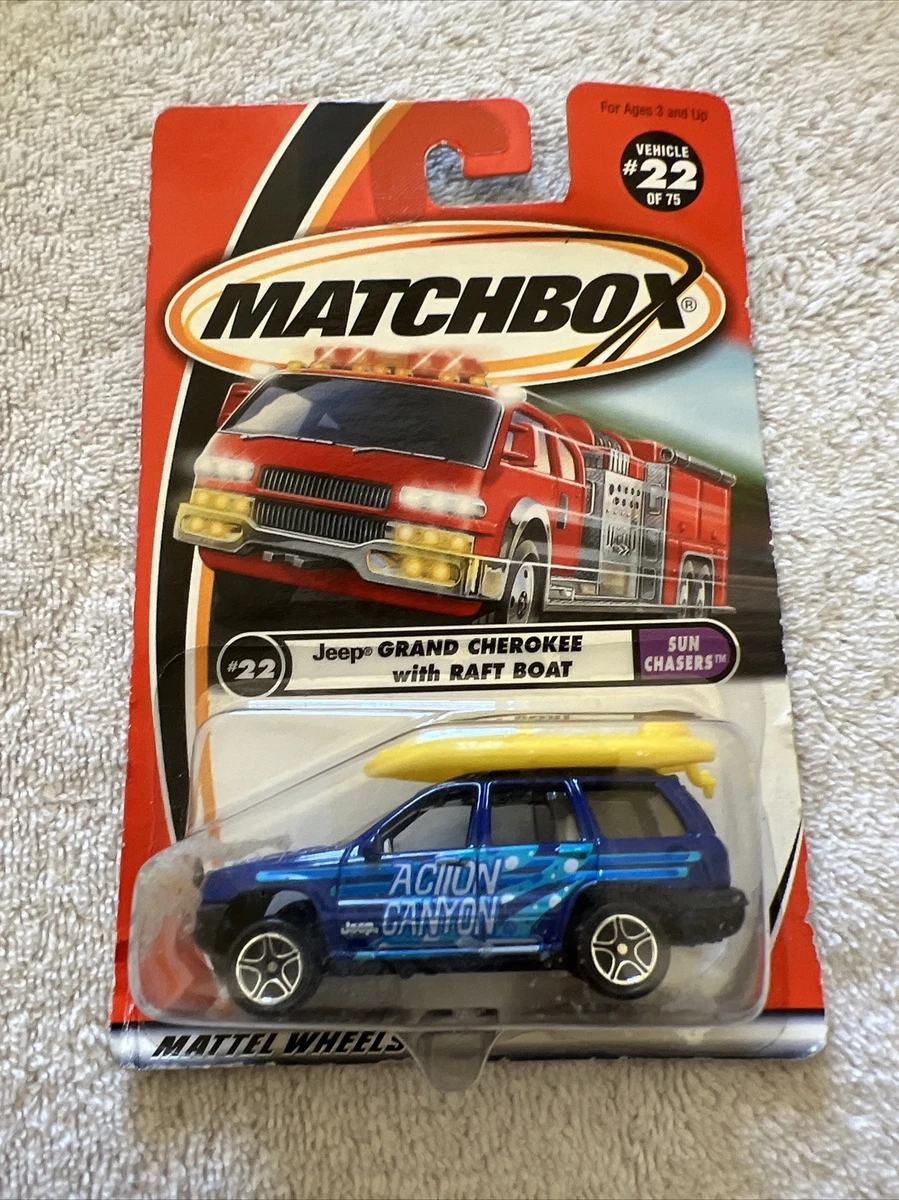 For Ages 3 and Up
VEHICLE
#22
OF 75
MATCHBOX®
#22
Jeep® GRAND CHEROKEE
with RAFT BOAT
SUN
CHASERS™
ACTION
CANYON
Jeep®
MATTEL WHEELS